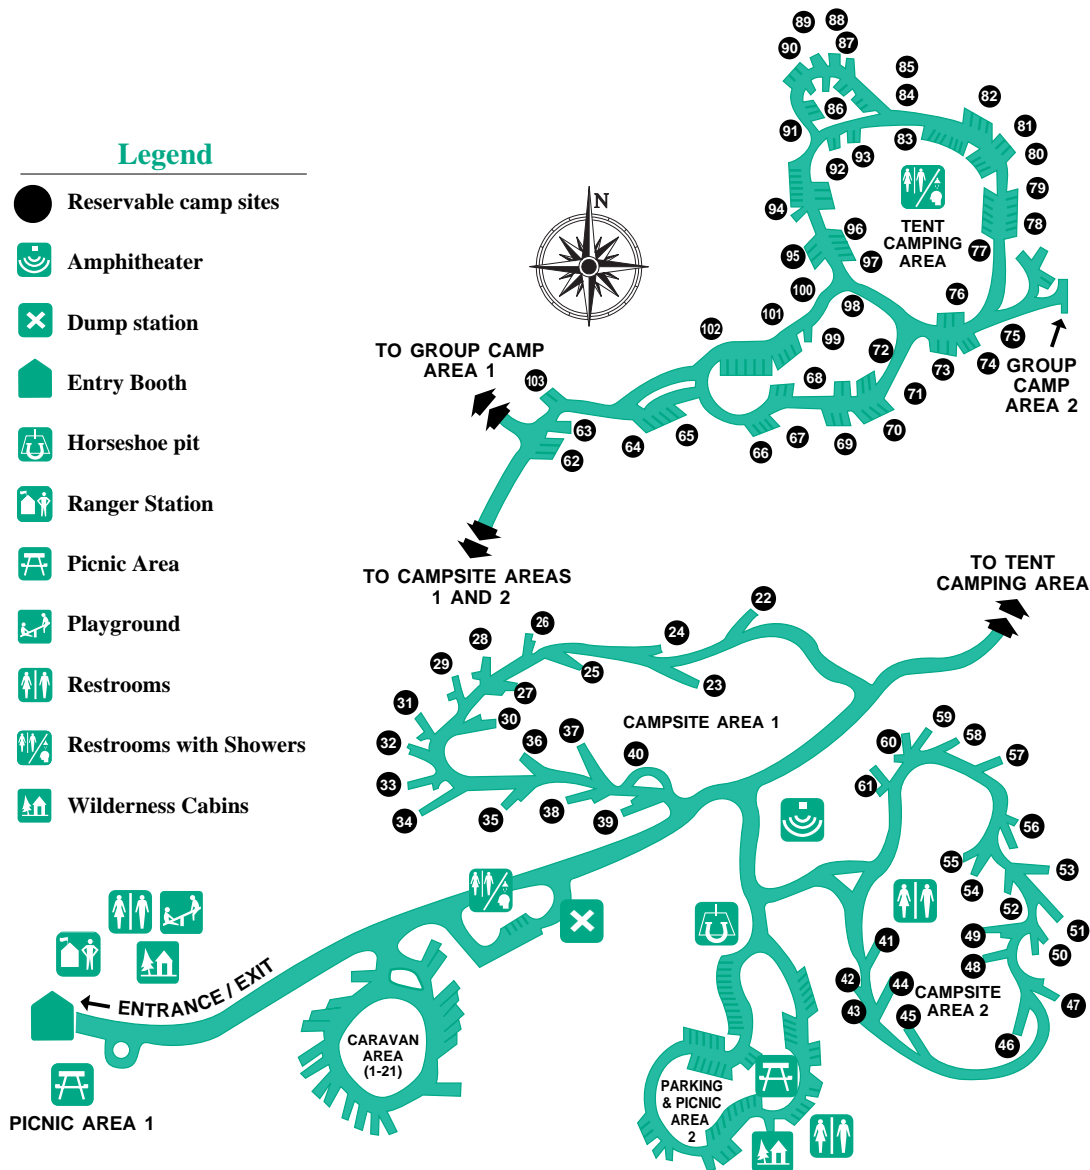 Legend
Reservable camp sites
Amphitheater
Dump station
Entry Booth
Horseshoe pit
Ranger Station
Picnic Area
Playground
Restrooms
Restrooms with Showers
Wilderness Cabins
N
89
88
90
87
85
84
82
86
81
91
83
80
93
92
79
TENT
CAMPING
AREA
94
96
78
95
97
77
100
98
76
101
102
99
72
75
TO GROUP CAMP
AREA 1
103
68
73
74
GROUP
CAMP
AREA 2
71
63
64
65
66
67
69
70
62
TO CAMPSITE AREAS
1 AND 2
TO TENT
CAMPING AREA
22
26
24
28
29
25
27
23
31
30
CAMPSITE AREA 1
32
36
37
40
33
34
35
38
39
59
60
58
57
61
56
55
53
54
52
51
49
50
41
48
42
44
CAMPSITE
AREA 2
47
43
45
46
ENTRANCE / EXIT
CARAVAN
AREA
(1-21)
PARKING
& PICNIC
AREA
2
PICNIC AREA 1